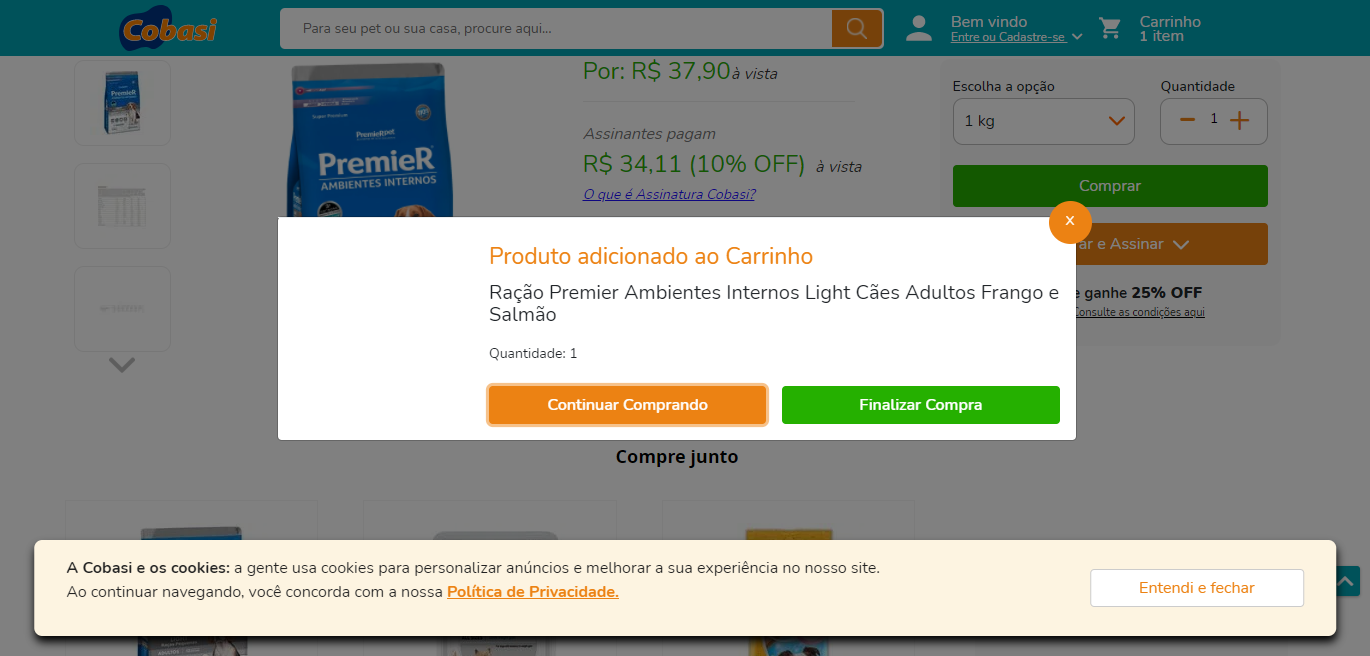 Cobasi
Para seu pet ou sua casa, procure aqui...
Bem vindo
Entre ou Cadastre-se
Carrinho
1 item
Por: R$ 37,90 à vista
Assinantes pagam
R$ 34,11 (10% OFF) à vista
O que é Assinatura Cobasi?
Escolha a opção
1 kg
Quantidade
1
Comprar
ar e Assinar
e ganhe 25% OFF
Consulte as condições aqui
PremieRpet
PremieR
AMBIENTES INTERNOS
x
Produto adicionado ao Carrinho
Ração Premier Ambientes Internos Light Cães Adultos Frango e
Salmão
Quantidade: 1
Continuar Comprando
Finalizar Compra
Compre junto
A Cobasi e os cookies: a gente usa cookies para personalizar anúncios e melhorar a sua experiência no nosso site.
Ao continuar navegando, você concorda com a nossa Política de Privacidade.
Entendi e fechar